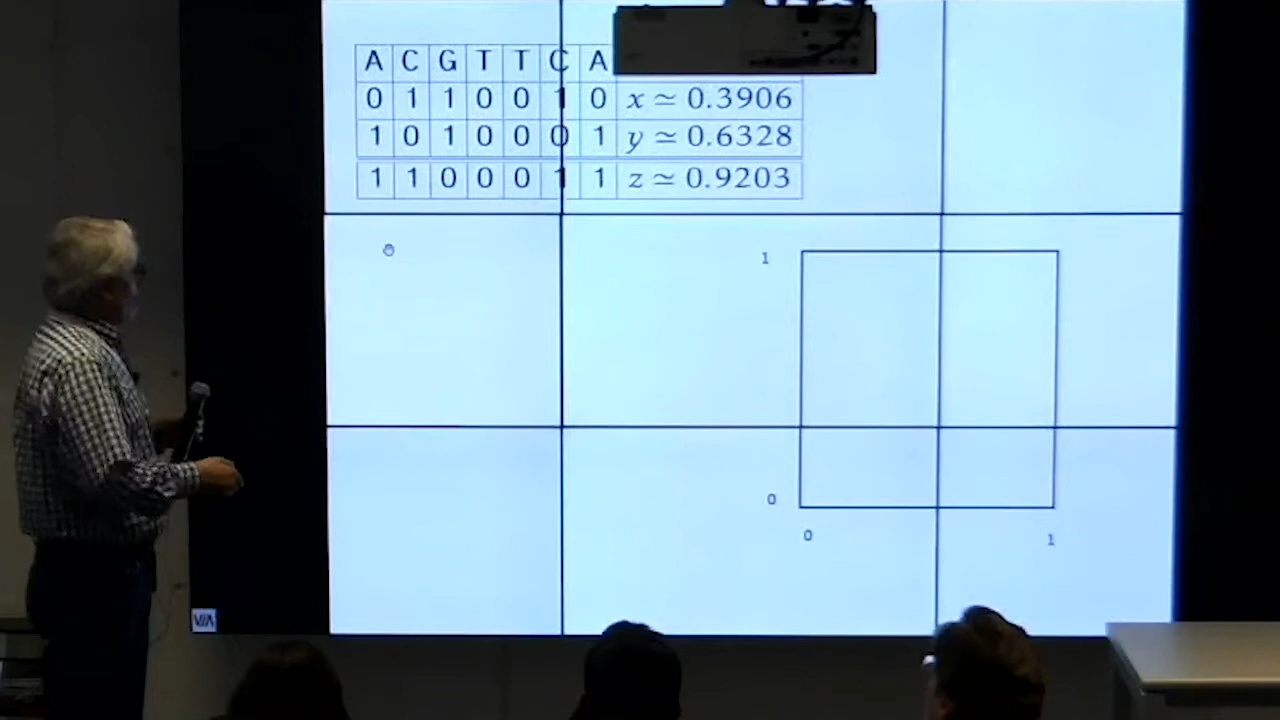 A C G T T C A
0 1 1 0 0 1 0 x ≃ 0.3906
1 0 1 0 0 0 1 y ≃ 0.6328
1 1 0 0 0 1 1 z ≃ 0.9203
1
0
0 1
VIA